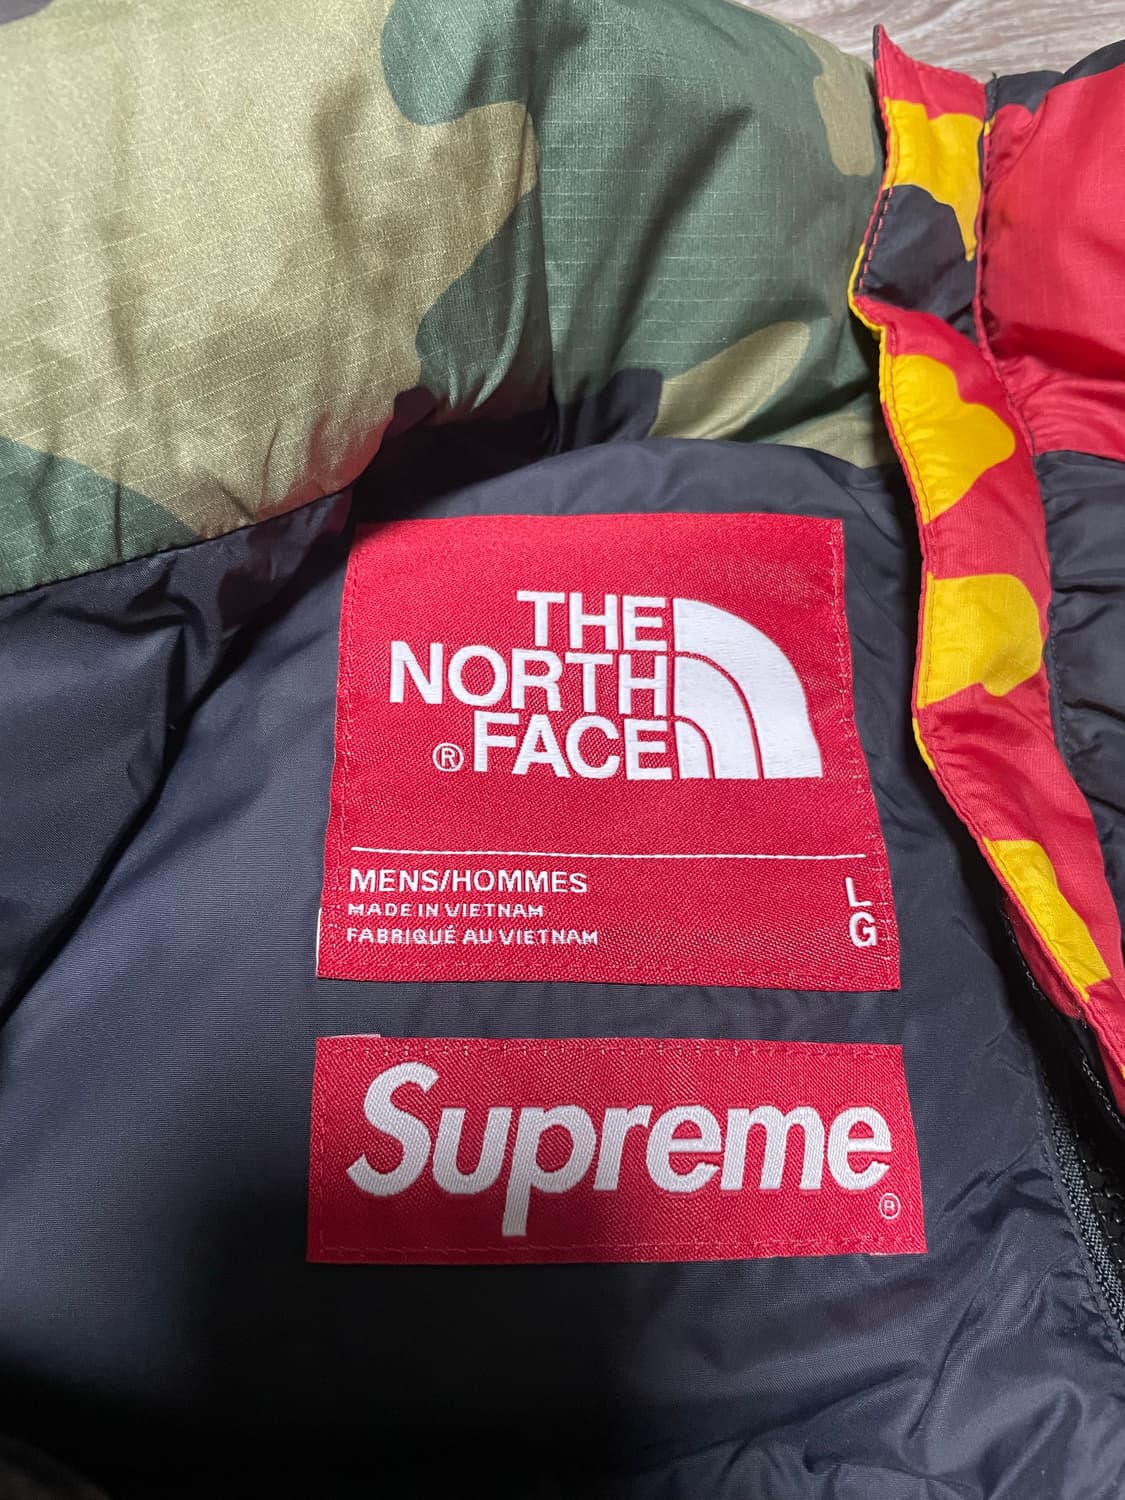 THE
NORTH
® FACE
MENS/HOMMES
MADE IN VIETNAM
FABRIQUÉ AU VIETNAM
L
G
Supreme
®